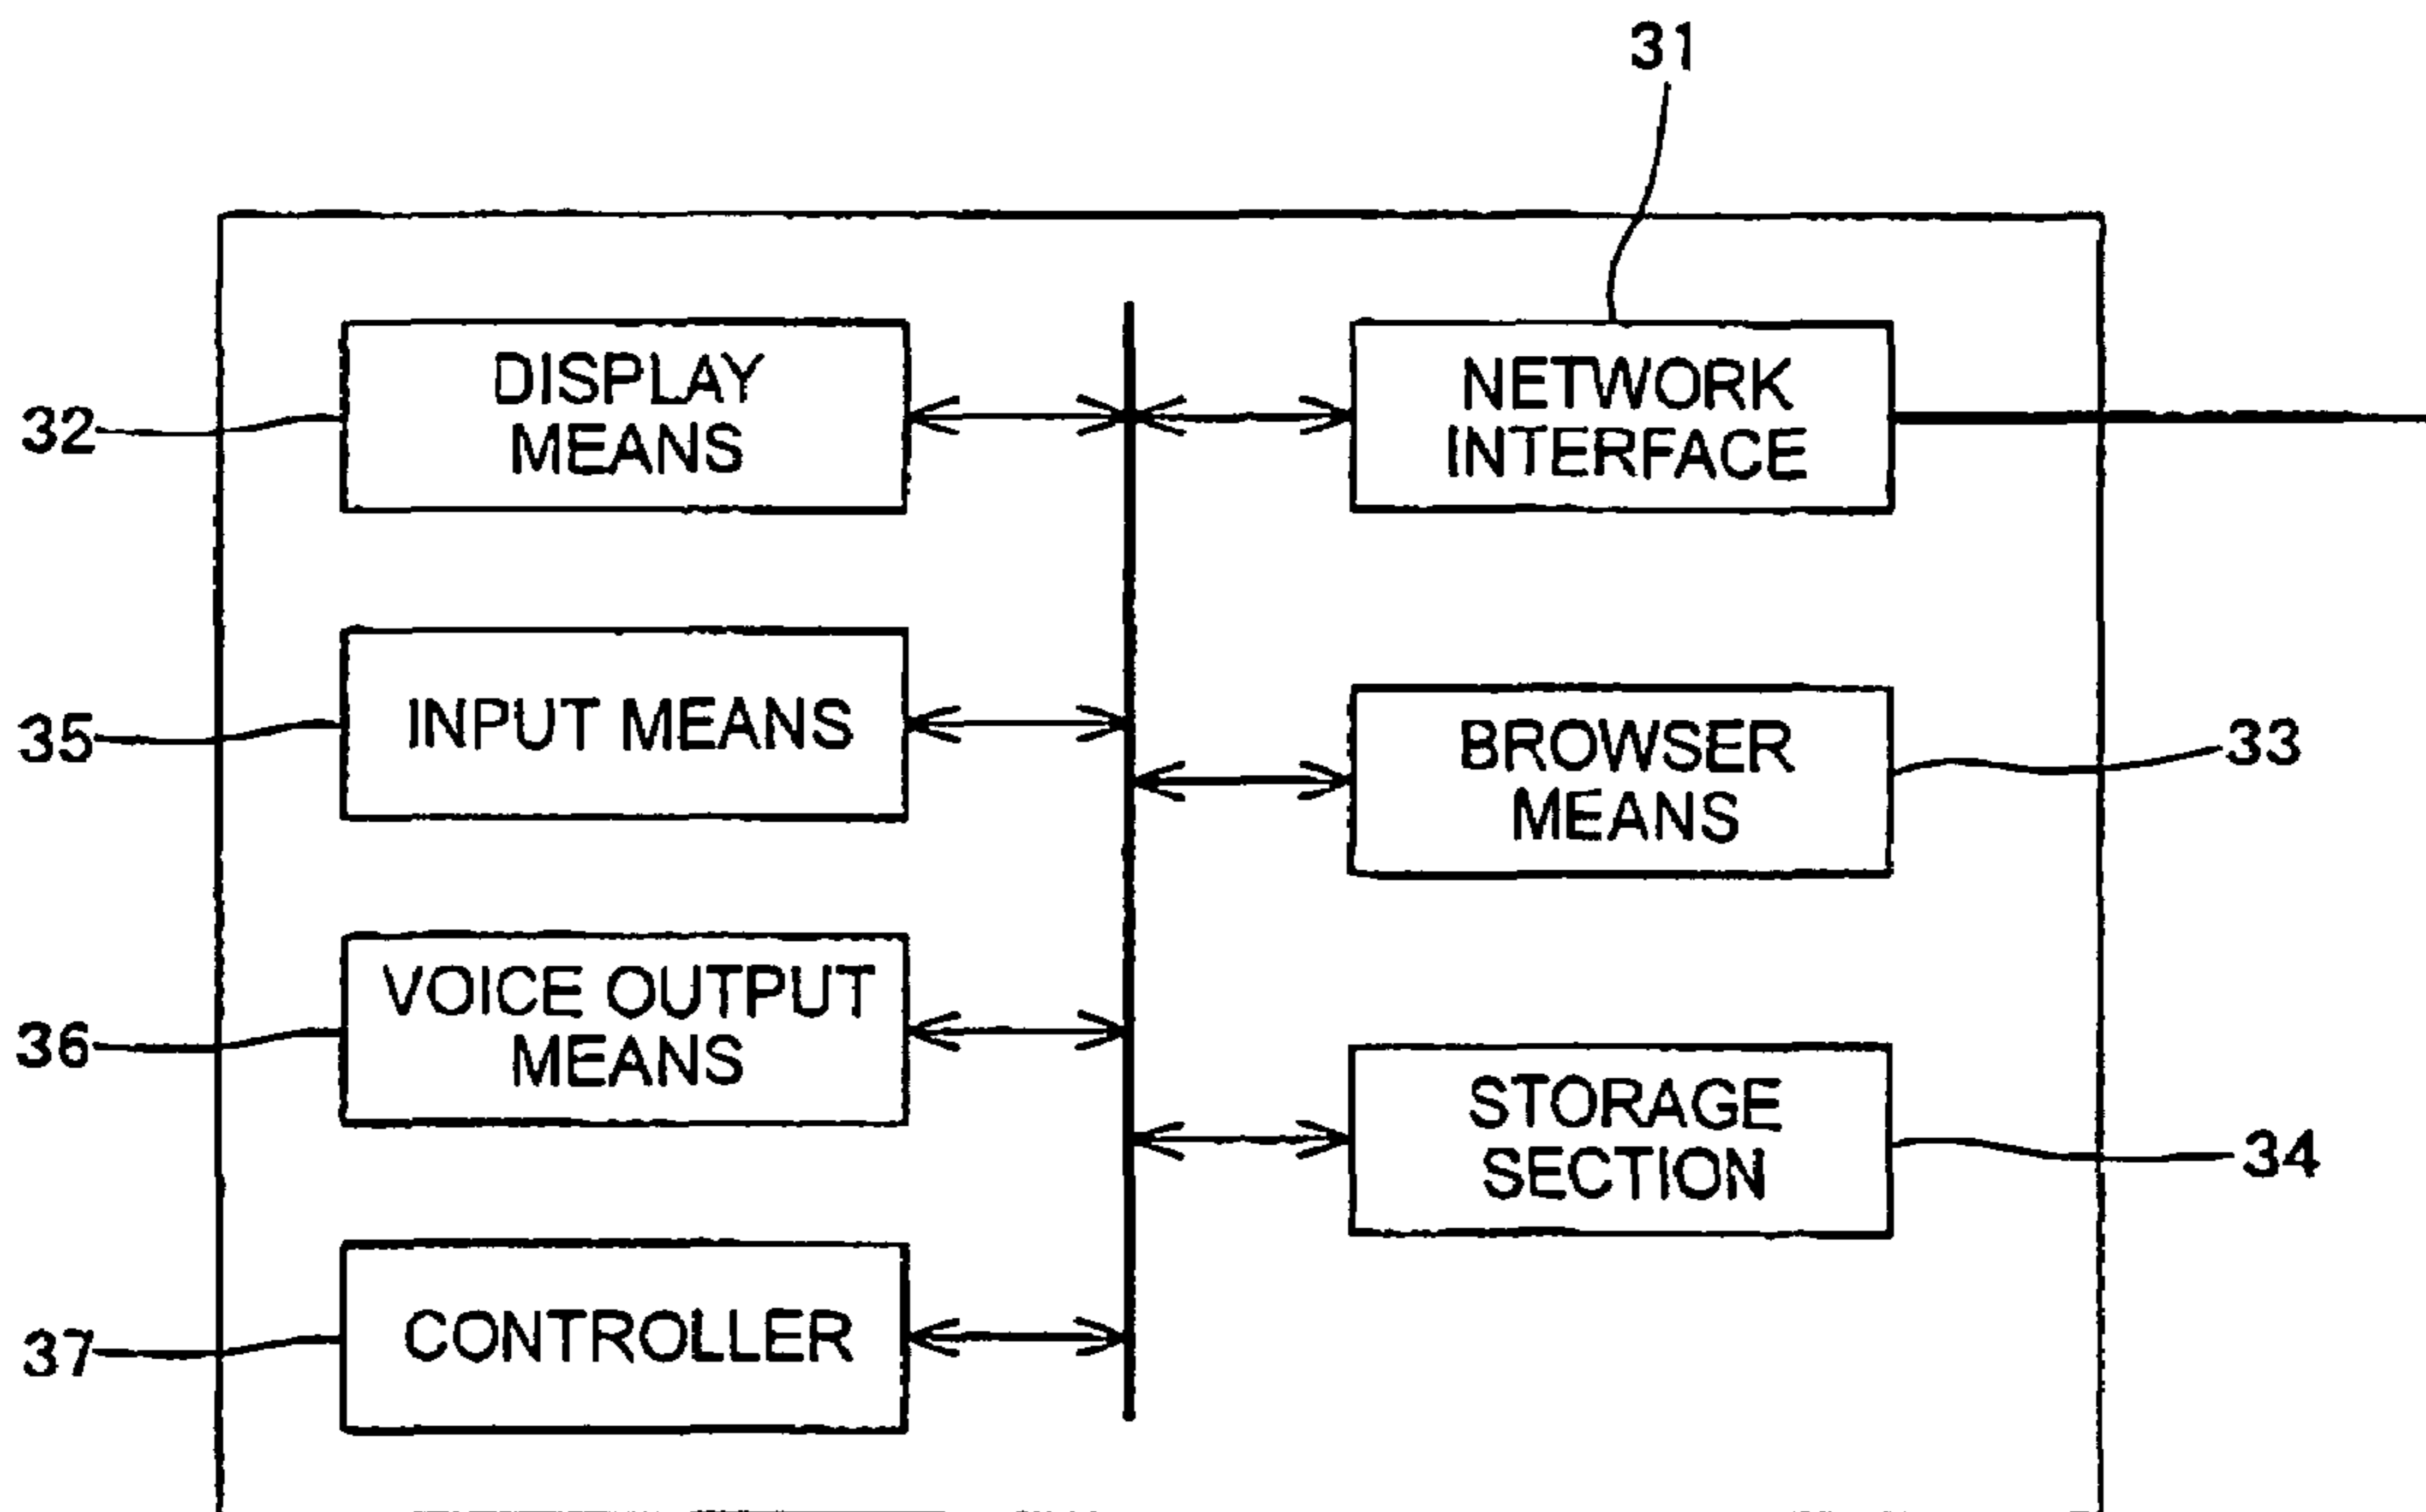 31
32
DISPLAY
MEANS
NETWORK
INTERFACE
35
INPUT MEANS
BROWSER
MEANS
33
36
VOICE OUTPUT
MEANS
STORAGE
SECTION
34
37
CONTROLLER